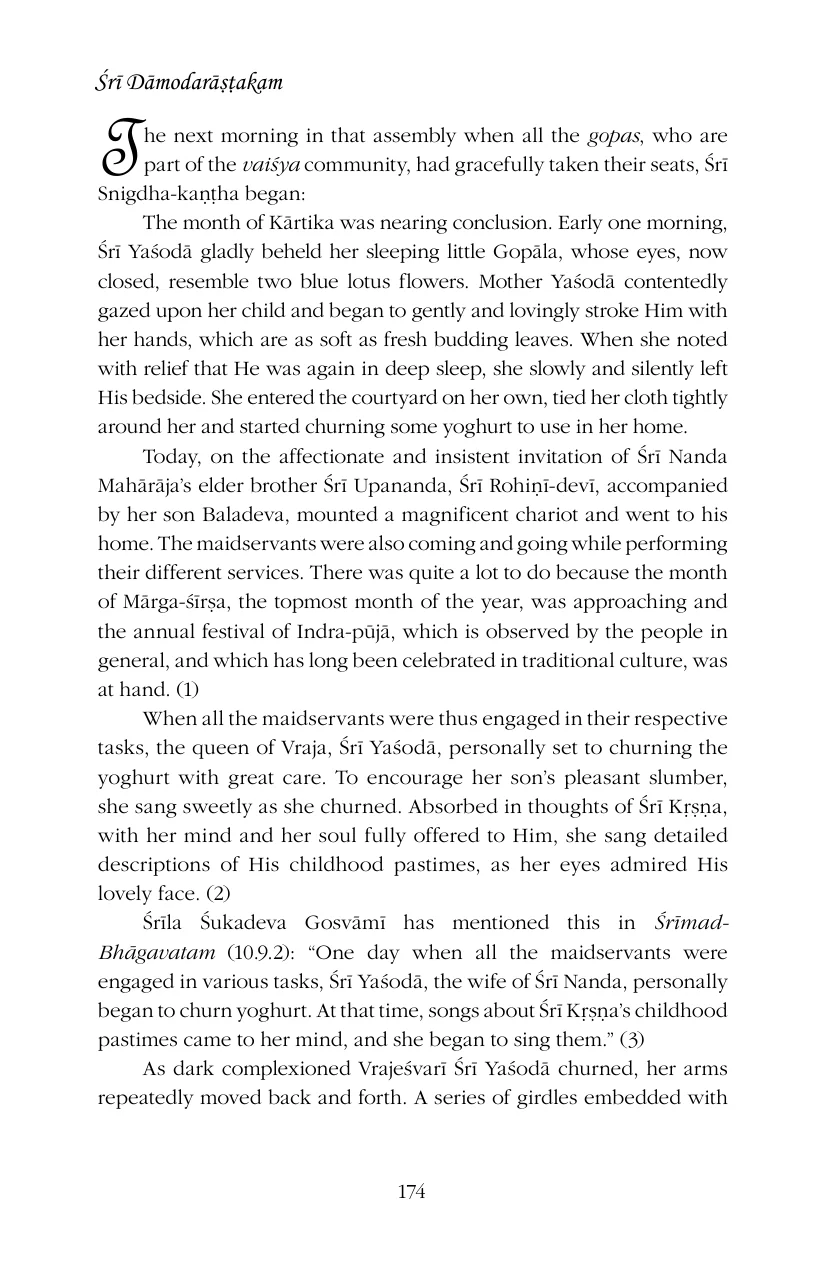 Śrī Dāmodarāṣṭakam
The next morning in that assembly when all the gopas, who are
part of the vaiśya community, had gracefully taken their seats, Śrī
Snigdha-kaṇṭha began:
The month of Kārtika was nearing conclusion. Early one morning,
Śrī Yaśodā gladly beheld her sleeping little Gopāla, whose eyes, now
closed, resemble two blue lotus flowers. Mother Yaśodā contentedly
gazed upon her child and began to gently and lovingly stroke Him with
her hands, which are as soft as fresh budding leaves. When she noted
with relief that He was again in deep sleep, she slowly and silently left
His bedside. She entered the courtyard on her own, tied her cloth tightly
around her and started churning some yoghurt to use in her home.
Today, on the affectionate and insistent invitation of Śrī Nanda
Mahārāja’s elder brother Śrī Upananda, Śrī Rohiṇī-devī, accompanied
by her son Baladeva, mounted a magnificent chariot and went to his
home. The maidservants were also coming and going while performing
their different services. There was quite a lot to do because the month
of Mārga-śīrṣa, the topmost month of the year, was approaching and
the annual festival of Indra-pūjā, which is observed by the people in
general, and which has long been celebrated in traditional culture, was
at hand. (1)
When all the maidservants were thus engaged in their respective
tasks, the queen of Vraja, Śrī Yaśodā, personally set to churning the
yoghurt with great care. To encourage her son’s pleasant slumber,
she sang sweetly as she churned. Absorbed in thoughts of Śrī Kṛṣṇa,
with her mind and her soul fully offered to Him, she sang detailed
descriptions of His childhood pastimes, as her eyes admired His
lovely face. (2)
Śrīla Śukadeva Gosvāmī has mentioned this in Śrīmad-
Bhāgavatam (10.9.2): “One day when all the maidservants were
engaged in various tasks, Śrī Yaśodā, the wife of Śrī Nanda, personally
began to churn yoghurt. At that time, songs about Śrī Kṛṣṇa’s childhood
pastimes came to her mind, and she began to sing them.” (3)
As dark complexioned Vrajeśvarī Śrī Yaśodā churned, her arms
repeatedly moved back and forth. A series of girdles embedded with
174